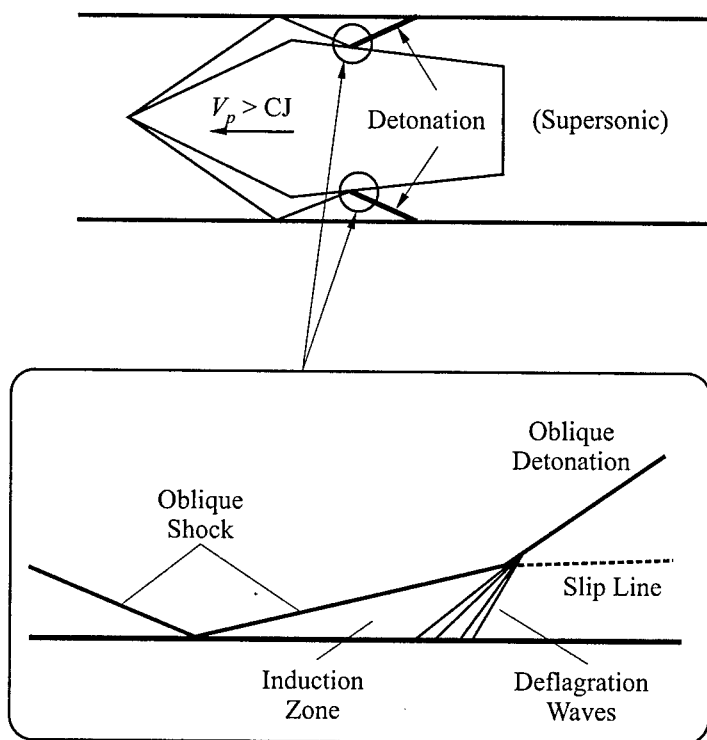 V_p > CJ
Detonation
(Supersonic)
Oblique
Detonation
Oblique
Shock
Slip Line
Induction
Zone
Deflagration
Waves